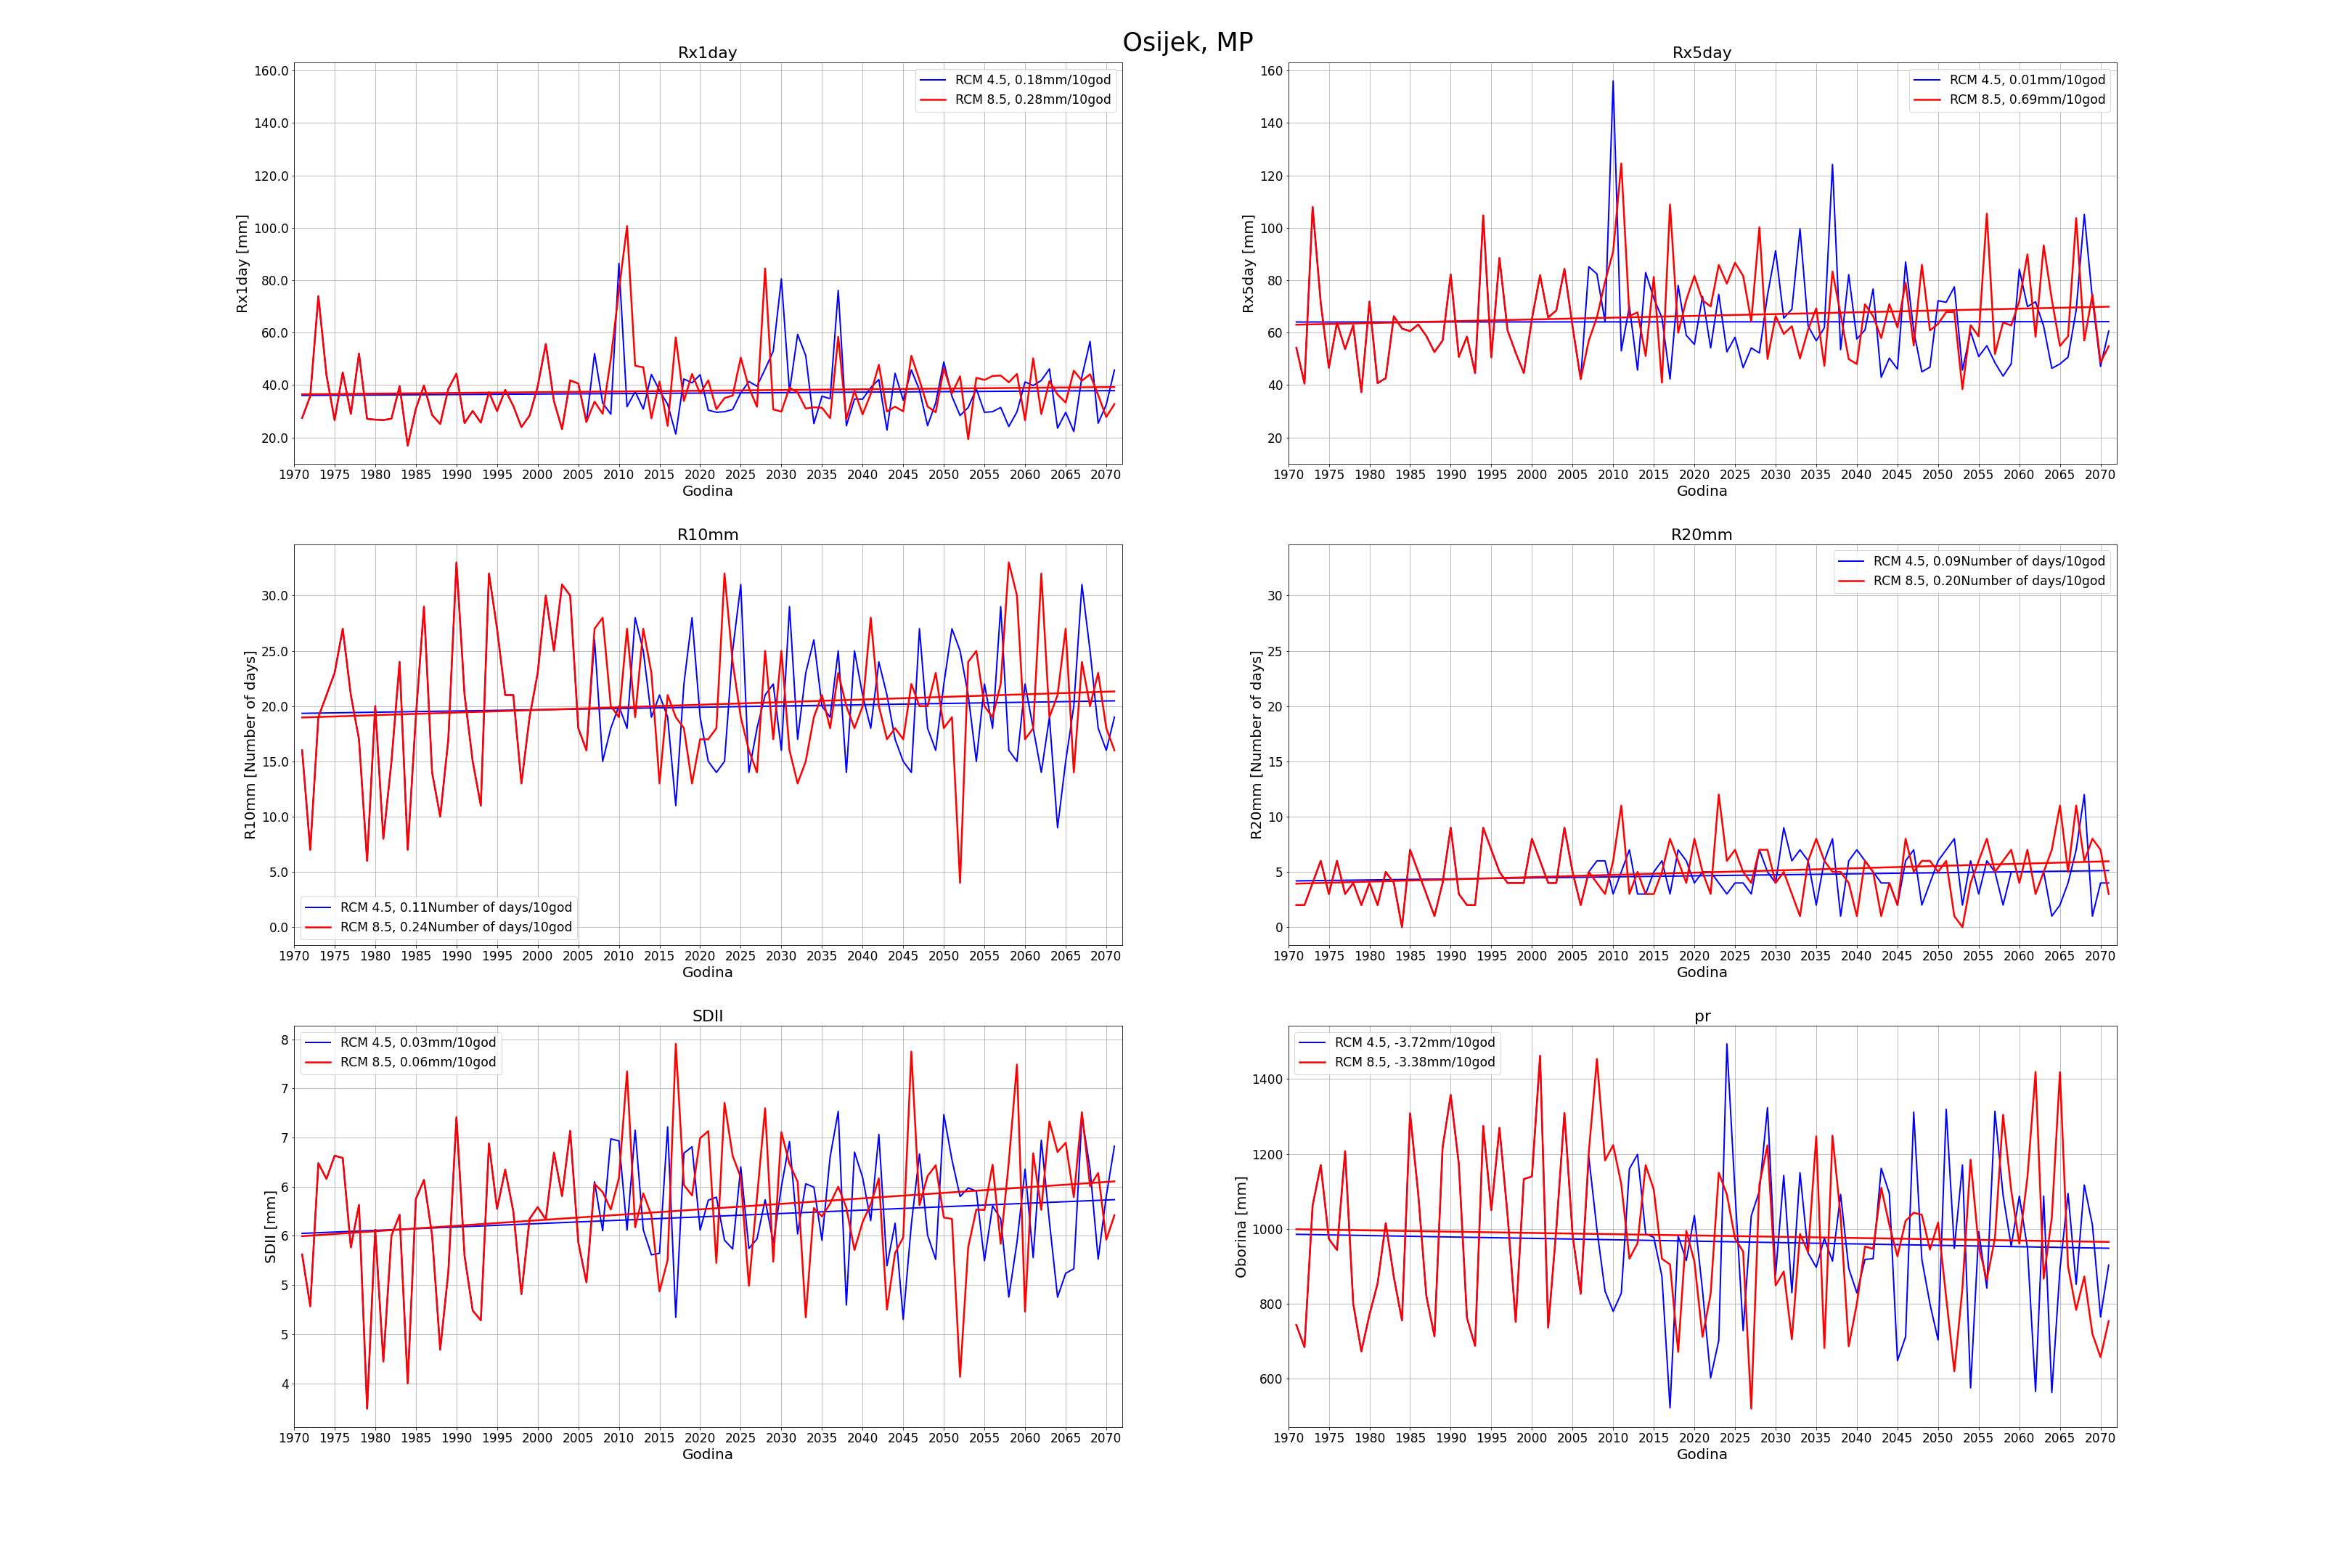 Osijek, MP
Rx1day
160.0
140.0
120.0
100.0
80.0
60.0
40.0
20.0
Rx1day [mm]
RCM 4.5, 0.18mm/10god
RCM 8.5, 0.28mm/10god
1970 1975 1980 1985 1990 1995 2000 2005 2010 2015 2020 2025 2030 2035 2040 2045 2050 2055 2060 2065 2070
Godina
Rx5day
160
140
120
100
80
60
40
20
Rx5day [mm]
RCM 4.5, 0.01mm/10god
RCM 8.5, 0.69mm/10god
1970 1975 1980 1985 1990 1995 2000 2005 2010 2015 2020 2025 2030 2035 2040 2045 2050 2055 2060 2065 2070
Godina
R10mm
30.0
25.0
20.0
15.0
10.0
5.0
0.0
R10mm [Number of days]
RCM 4.5, 0.11Number of days/10god
RCM 8.5, 0.24Number of days/10god
1970 1975 1980 1985 1990 1995 2000 2005 2010 2015 2020 2025 2030 2035 2040 2045 2050 2055 2060 2065 2070
Godina
R20mm
30
25
20
15
10
5
0
R20mm [Number of days]
RCM 4.5, 0.09Number of days/10god
RCM 8.5, 0.20Number of days/10god
1970 1975 1980 1985 1990 1995 2000 2005 2010 2015 2020 2025 2030 2035 2040 2045 2050 2055 2060 2065 2070
Godina
SDII
8
7
7
6
6
5
5
4
SDII [mm]
RCM 4.5, 0.03mm/10god
RCM 8.5, 0.06mm/10god
1970 1975 1980 1985 1990 1995 2000 2005 2010 2015 2020 2025 2030 2035 2040 2045 2050 2055 2060 2065 2070
Godina
pr
1400
1200
1000
800
600
Oborina [mm]
RCM 4.5, -3.72mm/10god
RCM 8.5, -3.38mm/10god
1970 1975 1980 1985 1990 1995 2000 2005 2010 2015 2020 2025 2030 2035 2040 2045 2050 2055 2060 2065 2070
Godina